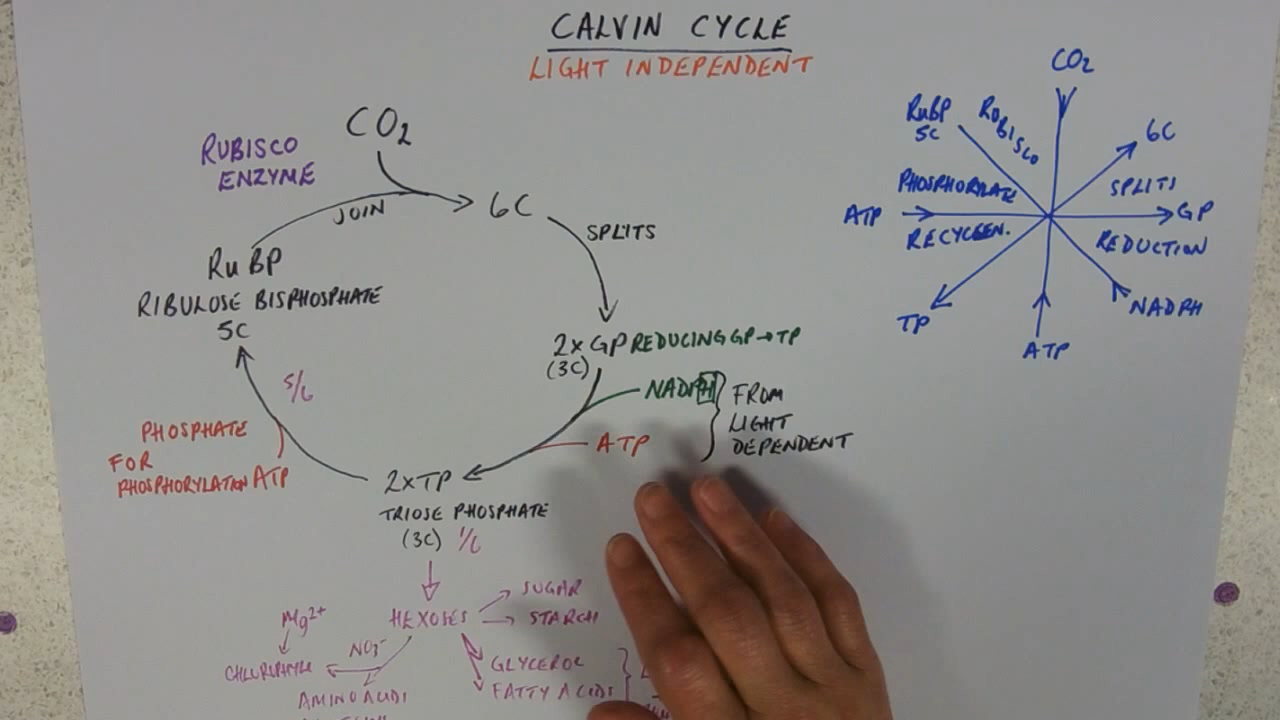 CALVIN CYCLE
LIGHT INDEPENDENT
CO2
RUBISCO
ENZYME
JOIN
6C
SPLITS
RuBP
RIBULOSE BISPHOSPHATE
5C
2x GP REDUCING GP → TP
(3C)
NADPH
ATP
FROM
LIGHT
DEPENDENT
5/6
PHOSPHATE
FOR
PHOSPHORYLATION ATP
2xTP
TRIOSE PHOSPHATE
(3C) 1/6
HEXOSES
SUGAR
STARCH
Mg2+
NO3-
CHLOROPHYLL
AMINO ACIDS
GLYCEROL
FATTY ACIDS
CO2
RuBP
5C
RUBISCO
6C
SPLITS
PHOSPHORYLATE
ATP
GP
REDUCTION
NADPH
TP
ATP